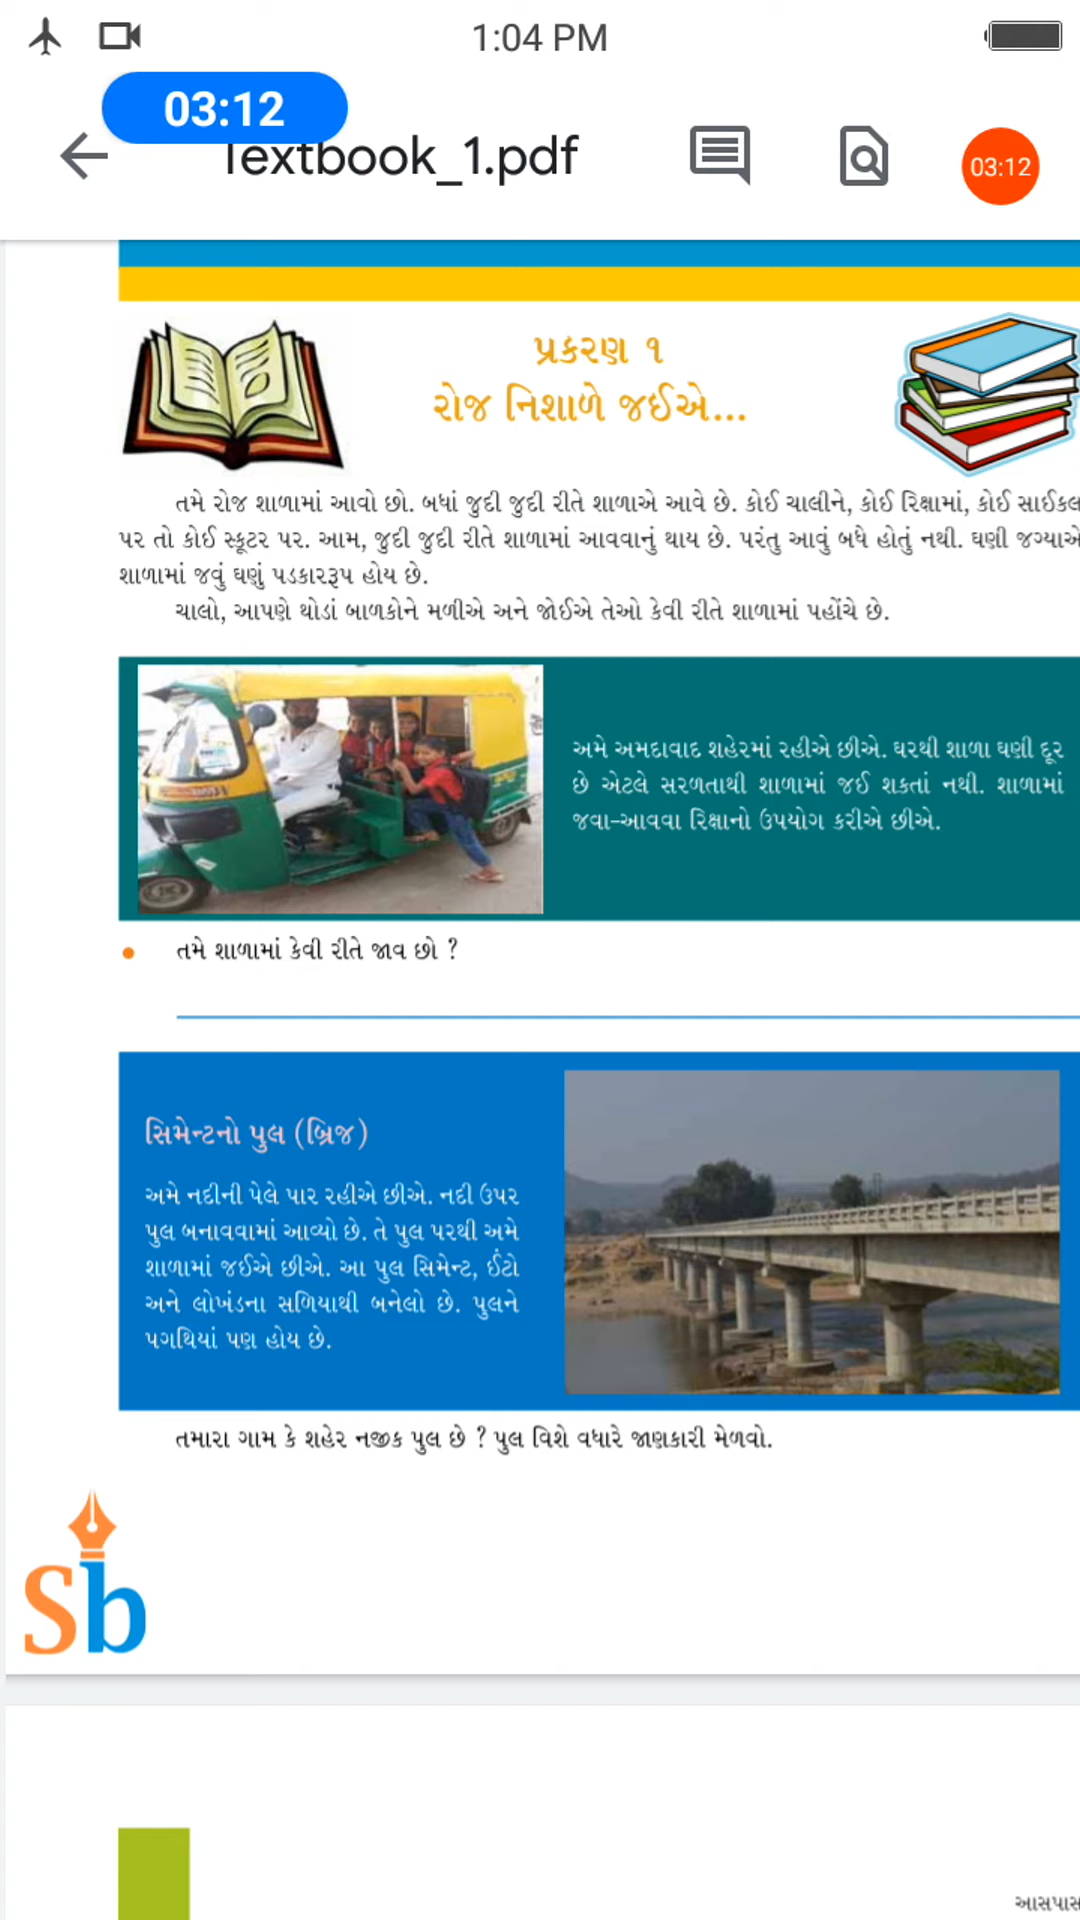 1:04 PM
03:12
Textbook_1.pdf
03:12
પ્રકરણ ૧
રોજ નિશાળે જઈએ...
તમે રોજ શાળામાં આવો છો. બધાં જુદી જુદી રીતે શાળાએ આવે છે. કોઈ ચાલીને, કોઈ રિક્ષામાં, કોઈ સાઈકલ
પર તો કોઈ સ્કૂટર પર. આમ, જુદી જુદી રીતે શાળામાં આવવાનું થાય છે. પરંતુ આવું બધે હોતું નથી. ઘણી જગ્યાએ
શાળામાં જવું ઘણું પડકારરૂપ હોય છે.
ચાલો, આપણે થોડાં બાળકોને મળીએ અને જોઈએ તેઓ કેવી રીતે શાળામાં પહોંચે છે.
અમે અમદાવાદ શહેરમાં રહીએ છીએ. ઘરથી શાળા ઘણી દૂર
છે એટલે સરળતાથી શાળામાં જઈ શકતાં નથી. શાળામાં
જવા-આવવા રિક્ષાનો ઉપયોગ કરીએ છીએ.
તમે શાળામાં કેવી રીતે જાવ છો ?
સિમેન્ટનો પુલ (બ્રિજ)
અમે નદીની પેલે પાર રહીએ છીએ. નદી ઉપર
પુલ બનાવવામાં આવ્યો છે. તે પુલ પરથી અમે
શાળામાં જઈએ છીએ. આ પુલ સિમેન્ટ, ઈંટો
અને લોખંડના સળિયાથી બનેલો છે. પુલને
પગથિયાં પણ હોય છે.
તમારા ગામ કે શહેર નજીક પુલ છે ? પુલ વિશે વધારે જાણકારી મેળવો.
Sb
આસપાસ